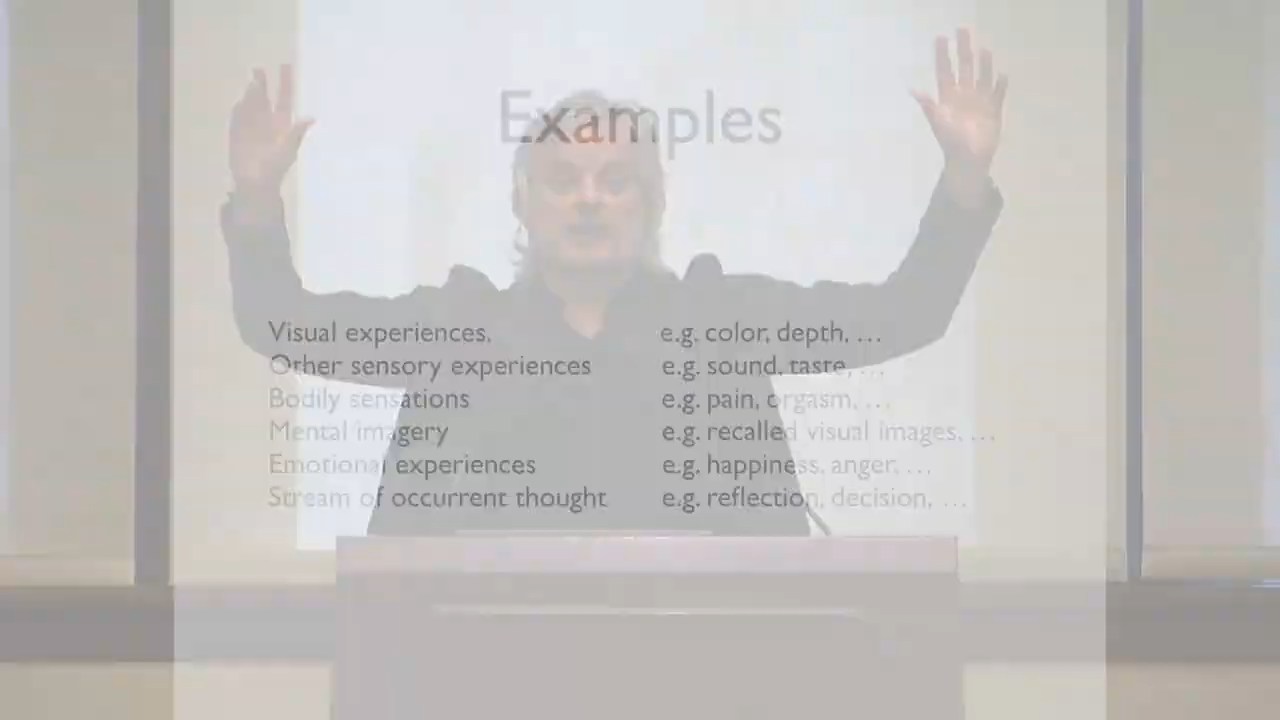 Examples
Visual experiences, e.g. color, depth, …
Other sensory experiences e.g. sound, taste, …
Bodily sensations e.g. pain, orgasm, …
Mental imagery e.g. recalled visual images, …
Emotional experiences e.g. happiness, anger, …
Stream of occurrent thought e.g. reflection, decision, …